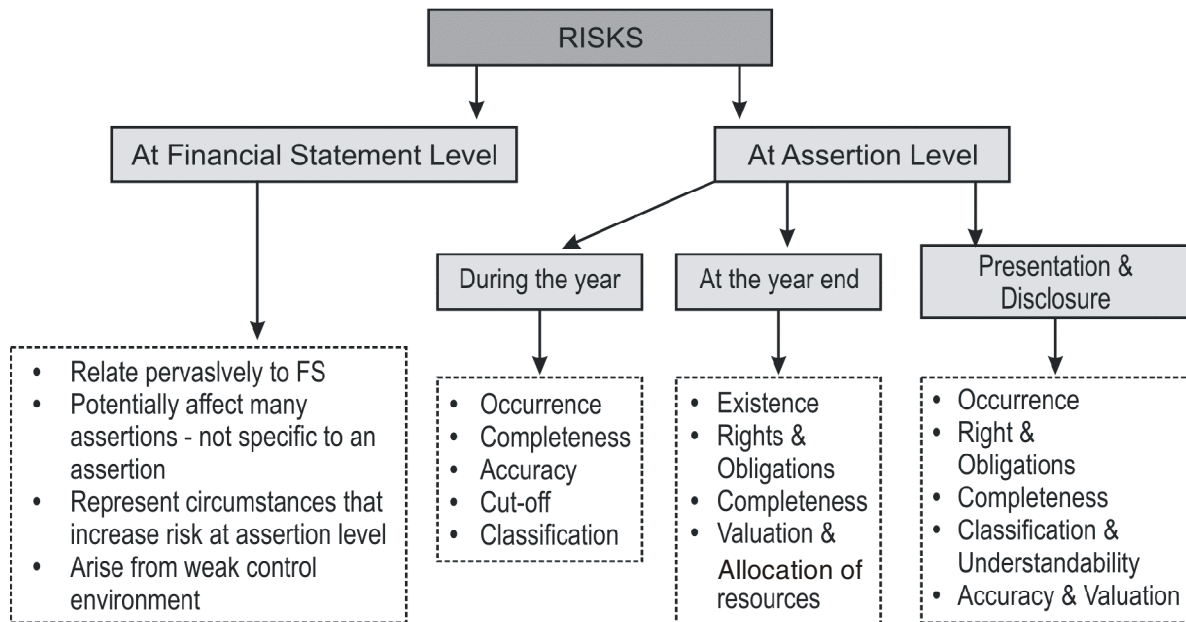 RISKS
At Financial Statement Level
At Assertion Level
During the year
At the year end
Presentation &
Disclosure
• Relate pervasively to FS
• Potentially affect many
assertions - not specific to an
assertion
• Represent circumstances that
increase risk at assertion level
• Arise from weak control
environment
• Occurrence
• Completeness
• Accuracy
• Cut-off
• Classification
• Existence
• Rights &
Obligations
• Completeness
• Valuation &
Allocation of
resources
• Occurrence
• Right &
Obligations
• Completeness
• Classification &
Understandability
• Accuracy & Valuation